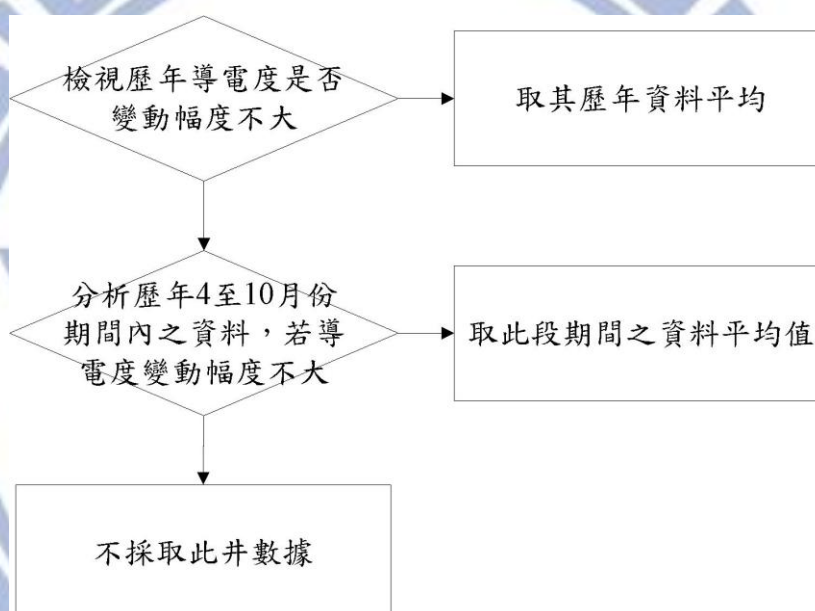 檢視歷年導電度是否
變動幅度不大
取其歷年資料平均
分析歷年4至10月份
期間內之資料，若導
電度變動幅度不大
取此段期間之資料平均值
不採取此井數據